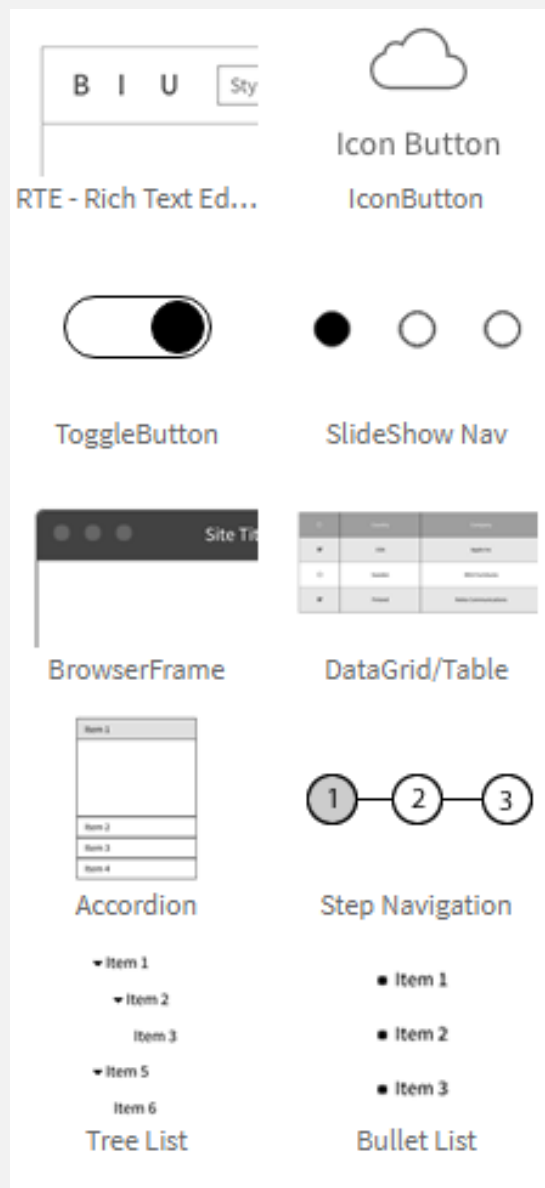 B I U Sty
Icon Button
RTE - Rich Text Ed...
IconButton
ToggleButton
SlideShow Nav
Site Tit
BrowserFrame
DataGrid/Table
Item 1
Item 2
Item 3
Item 4
Accordion
1 2 3
Step Navigation
Item 1
Item 2
Item 3
Item 5
Item 6
Tree List
Item 1
Item 2
Item 3
Bullet List